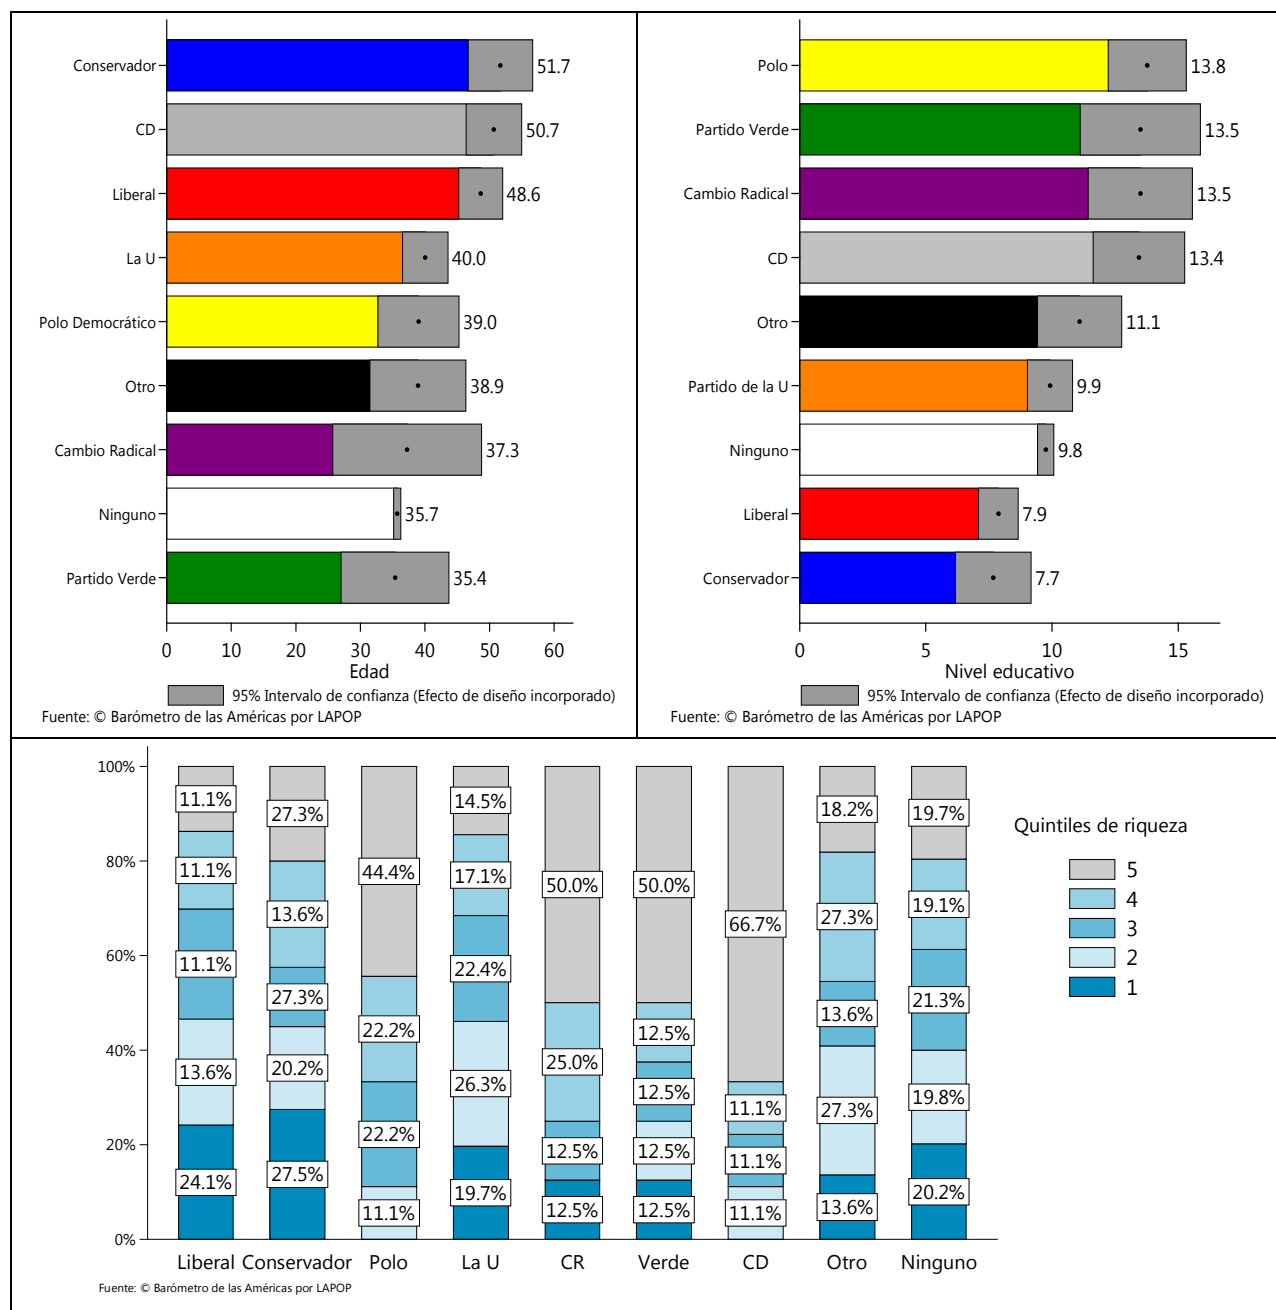 Conservador 51.7
CD 50.7
Liberal 48.6
La U 40.0
Polo Democrático 39.0
Otro 38.9
Cambio Radical 37.3
Ninguno 35.7
Partido Verde 35.4
0 10 20 30 40 50 60
Edad
95% Intervalo de confianza (Efecto de diseño incorporado)
Fuente: © Barómetro de las Américas por LAPOP
Polo 13.8
Partido Verde 13.5
Cambio Radical 13.5
CD 13.4
Otro 11.1
Partido de la U 9.9
Ninguno 9.8
Liberal 7.9
Conservador 7.7
0 5 10 15
Nivel educativo
95% Intervalo de confianza (Efecto de diseño incorporado)
Fuente: © Barómetro de las Américas por LAPOP
100%
80%
60%
40%
20%
0%
11.1%
11.1%
11.1%
13.6%
24.1%
27.3%
13.6%
27.3%
20.2%
27.5%
44.4%
22.2%
22.2%
11.1%
14.5%
17.1%
22.4%
26.3%
19.7%
50.0%
25.0%
12.5%
12.5%
50.0%
12.5%
12.5%
12.5%
12.5%
66.7%
11.1%
11.1%
11.1%
18.2%
27.3%
13.6%
27.3%
13.6%
19.7%
19.1%
21.3%
19.8%
20.2%
Liberal Conservador Polo La U CR Verde CD Otro Ninguno
Quintiles de riqueza
5
4
3
2
1
Fuente: © Barómetro de las Américas por LAPOP